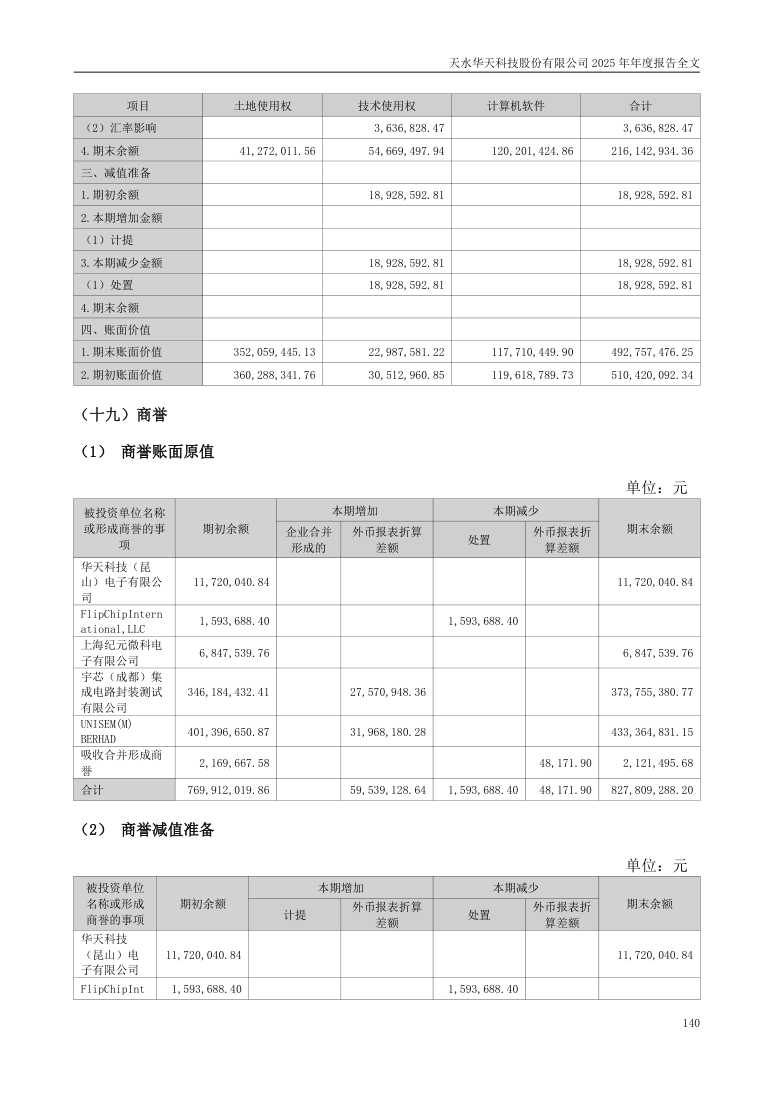 天水华天科技股份有限公司 2025 年年度报告全文
项目 土地使用权 技术使用权 计算机软件 合计
（2）汇率影响 3,636,828.47 3,636,828.47
4.期末余额 41,272,011.56 54,669,497.94 120,201,424.86 216,142,934.36
三、减值准备
1.期初余额 18,928,592.81 18,928,592.81
2.本期增加金额
（1）计提
3.本期减少金额 18,928,592.81 18,928,592.81
（1）处置 18,928,592.81 18,928,592.81
4.期末余额
四、账面价值
1.期末账面价值 352,059,445.13 22,987,581.22 117,710,449.90 492,757,476.25
2.期初账面价值 360,288,341.76 30,512,960.85 119,618,789.73 510,420,092.34
（十九）商誉
（1） 商誉账面原值
单位：元
被投资单位名称
或形成商誉的事
项
期初余额
本期增加 本期减少
期末余额
企业合并
形成的
外币报表折算
差额
处置
外币报表折
算差额
华天科技（昆
山）电子有限公
司
11,720,040.84 11,720,040.84
FlipChipIntern
ational,LLC
1,593,688.40 1,593,688.40
上海纪元微科电
子有限公司
6,847,539.76 6,847,539.76
宇芯（成都）集
成电路封装测试
有限公司
346,184,432.41 27,570,948.36 373,755,380.77
UNISEM(M)
BERHAD
401,396,650.87 31,968,180.28 433,364,831.15
吸收合并形成商
誉
2,169,667.58 48,171.90 2,121,495.68
合计 769,912,019.86 59,539,128.64 1,593,688.40 48,171.90 827,809,288.20
（2） 商誉减值准备
单位：元
被投资单位
名称或形成
商誉的事项
期初余额
本期增加 本期减少
期末余额
计提
外币报表折算
差额
处置
外币报表折
算差额
华天科技
（昆山）电
子有限公司
11,720,040.84 11,720,040.84
FlipChipInt 1,593,688.40 1,593,688.40
140